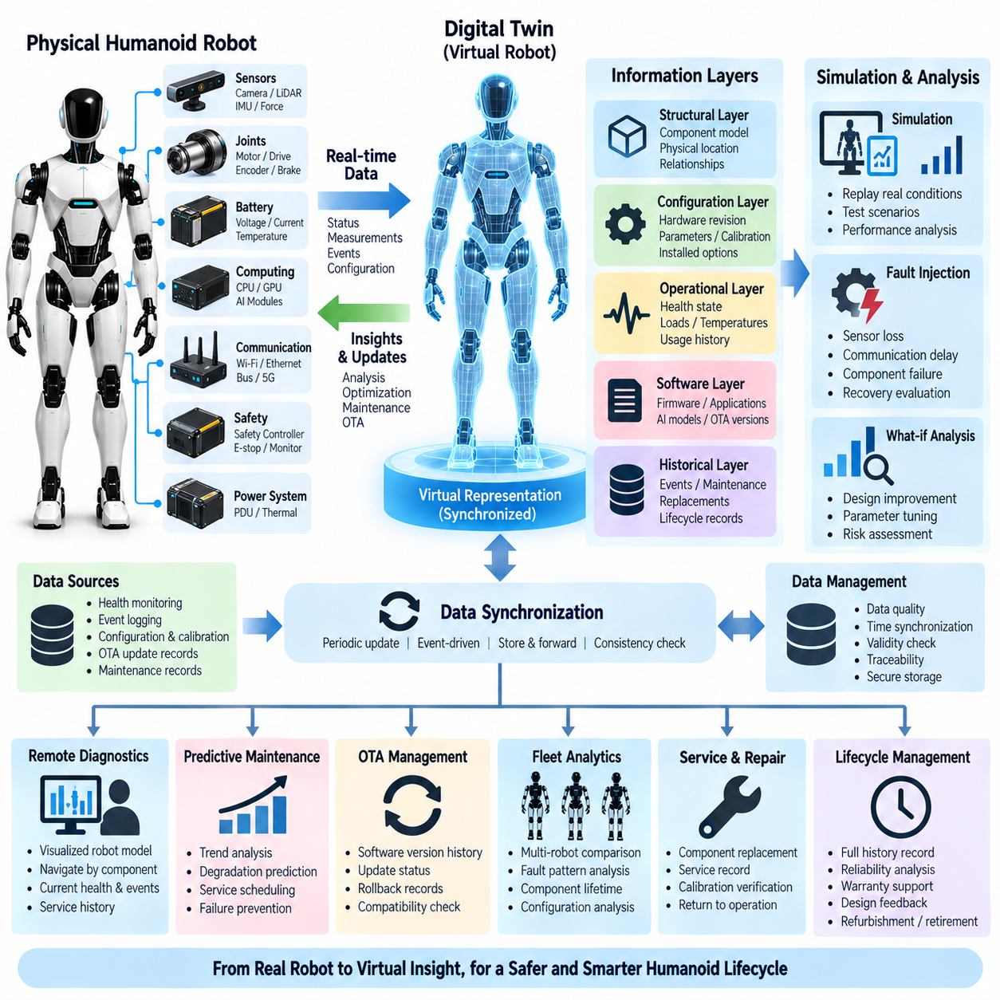 Physical Humanoid Robot
Sensors
Camera / LiDAR
IMU / Force
Joints
Motor / Drive
Encoder / Brake
Battery
Voltage / Current
Temperature
Computing
CPU / GPU
AI Modules
Communication
Wi-Fi / Ethernet
Bus / 5G
Safety
Safety Controller
E-stop / Monitor
Power System
PDU / Thermal
Real-time
Data
Status
Measurements
Events
Configuration
Insights
& Updates
Analysis
Optimization
Maintenance
OTA
Digital Twin
(Virtual Robot)
Virtual Representation
(Synchronized)
Information Layers
Structural Layer
Component model
Physical location
Relationships
Configuration Layer
Hardware revision
Parameters / Calibration
Installed options
Operational Layer
Health state
Loads / Temperatures
Usage history
Software Layer
Firmware / Applications
AI models / OTA versions
Historical Layer
Events / Maintenance
Replacements
Lifecycle records
Simulation & Analysis
Simulation
• Replay real conditions
• Test scenarios
• Performance analysis
Fault Injection
• Sensor loss
• Communication delay
• Component failure
• Recovery evaluation
What-if Analysis
• Design improvement
• Parameter tuning
• Risk assessment
Data Sources
• Health monitoring
• Event logging
• Configuration & calibration
• OTA update records
• Maintenance records
Data Synchronization
Periodic update | Event-driven | Store & forward | Consistency check
Data Management
• Data quality
• Time synchronization
• Validity check
• Traceability
• Secure storage
Remote Diagnostics
• Visualized robot model
• Navigate by component
• Current health & events
• Service history
Predictive Maintenance
• Trend analysis
• Degradation prediction
• Service scheduling
• Failure prevention
OTA Management
• Software version history
• Update status
• Rollback records
• Compatibility check
Fleet Analytics
• Multi-robot comparison
• Fault pattern analysis
• Component lifetime
• Configuration analysis
Service & Repair
• Component replacement
• Service record
• Calibration verification
• Return to operation
Lifecycle Management
• Full history record
• Reliability analysis
• Warranty support
• Design feedback
• Refurbishment / retirement
From Real Robot to Virtual Insight, for a Safer and Smarter Humanoid Lifecycle